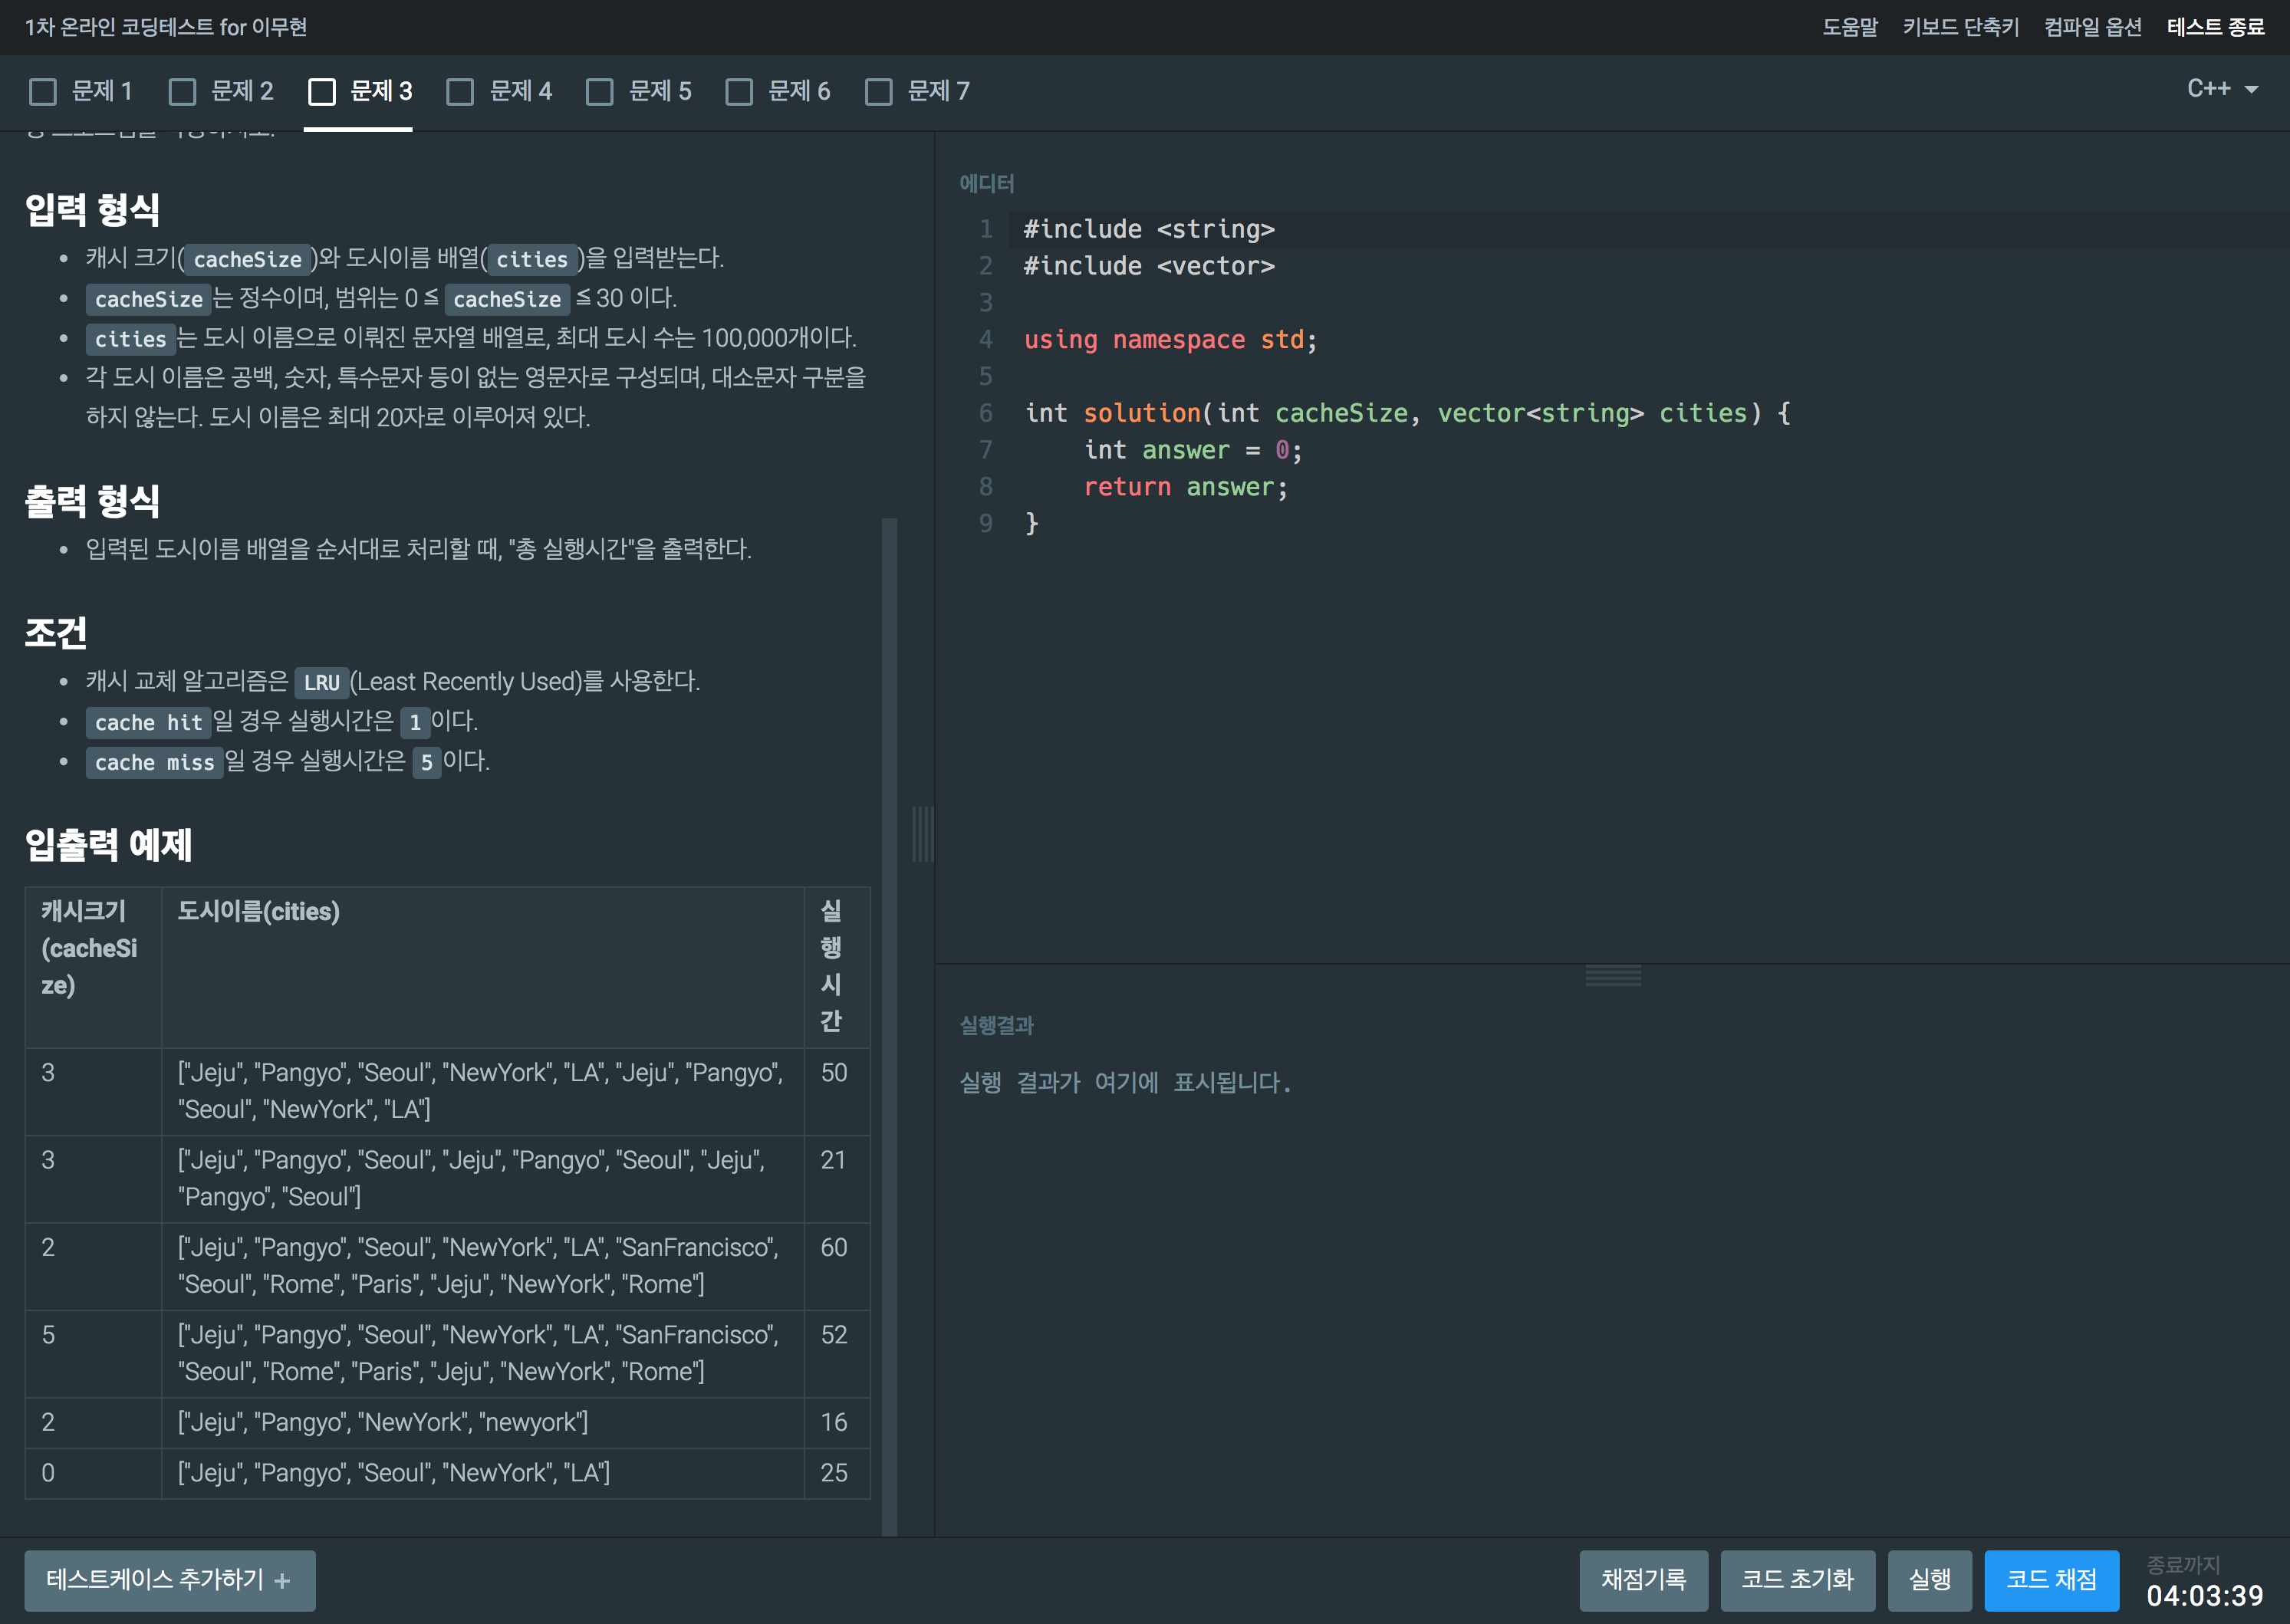 1차 온라인 코딩테스트 for 이무현
도움말 키보드 단축키 컴파일 옵션 테스트 종료
문제 1 문제 2 문제 3 문제 4 문제 5 문제 6 문제 7
C++
입력 형식
캐시 크기(cacheSize)와 도시이름 배열(cities)을 입력받는다.
cacheSize는 정수이며, 범위는 0 ≦ cacheSize ≦ 30 이다.
cities는 도시 이름으로 이뤄진 문자열 배열로, 최대 도시 수는 100,000개이다.
각 도시 이름은 공백, 숫자, 특수문자 등이 없는 영문자로 구성되며, 대소문자 구분을
하지 않는다. 도시 이름은 최대 20자로 이루어져 있다.
출력 형식
입력된 도시이름 배열을 순서대로 처리할 때, "총 실행시간"을 출력한다.
조건
캐시 교체 알고리즘은 LRU(Least Recently Used)를 사용한다.
cache hit일 경우 실행시간은 1이다.
cache miss일 경우 실행시간은 5이다.
입출력 예제
캐시크기
(cacheSi
ze)
도시이름(cities)
실
행
시
간
3 ["Jeju", "Pangyo", "Seoul", "NewYork", "LA", "Jeju", "Pangyo", 50
"Seoul", "NewYork", "LA"]
3 ["Jeju", "Pangyo", "Seoul", "Jeju", "Pangyo", "Seoul", "Jeju", 21
"Pangyo", "Seoul"]
2 ["Jeju", "Pangyo", "Seoul", "NewYork", "LA", "SanFrancisco", 60
"Seoul", "Rome", "Paris", "Jeju", "NewYork", "Rome"]
5 ["Jeju", "Pangyo", "Seoul", "NewYork", "LA", "SanFrancisco", 52
"Seoul", "Rome", "Paris", "Jeju", "NewYork", "Rome"]
2 ["Jeju", "Pangyo", "NewYork", "newyork"] 16
0 ["Jeju", "Pangyo", "Seoul", "NewYork", "LA"] 25
에디터
1 #include <string>
2 #include <vector>
3
4 using namespace std;
5
6 int solution(int cacheSize, vector<string> cities) {
7 int answer = 0;
8 return answer;
9 }
실행결과
실행 결과가 여기에 표시됩니다.
테스트케이스 추가하기 +
채점기록 코드 초기화 실행 코드 채점
종료까지
04:03:39